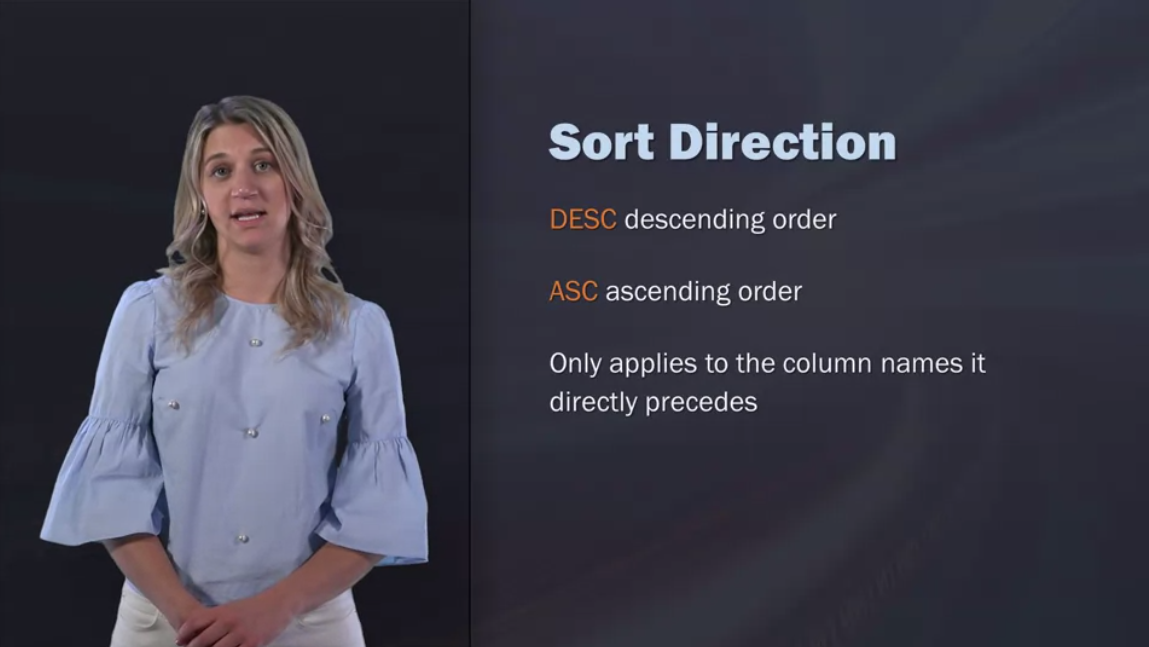 Sort Direction
DESC descending order
ASC ascending order
Only applies to the column names it
directly precedes